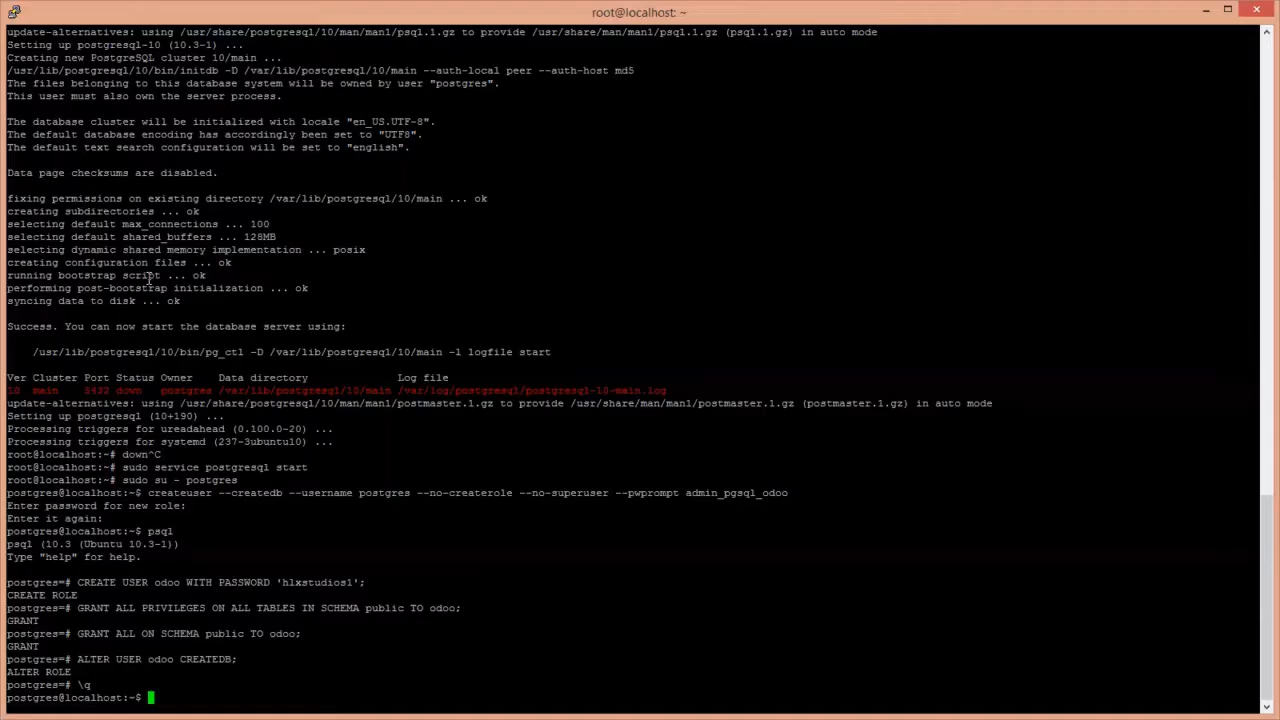 root@localhost: ~
update-alternatives: using /usr/share/postgresql/10/man/man1/psql.1.gz to provide /usr/share/man/man1/psql.1.gz (psql.1.gz) in auto mode
Setting up postgresql-10 (10.3-1) ...
Creating new PostgreSQL cluster 10/main ...
/usr/lib/postgresql/10/bin/initdb -D /var/lib/postgresql/10/main --auth-local peer --auth-host md5
The files belonging to this database system will be owned by user "postgres".
This user must also own the server process.
The database cluster will be initialized with locale "en_US.UTF-8".
The default database encoding has accordingly been set to "UTF8".
The default text search configuration will be set to "english".
Data page checksums are disabled.
fixing permissions on existing directory /var/lib/postgresql/10/main ... ok
creating subdirectories ... ok
selecting default max_connections ... 100
selecting default shared_buffers ... 128MB
selecting dynamic shared memory implementation ... posix
creating configuration files ... ok
running bootstrap script ... ok
performing post-bootstrap initialization ... ok
syncing data to disk ... ok
Success. You can now start the database server using:
/usr/lib/postgresql/10/bin/pg_ctl -D /var/lib/postgresql/10/main -l logfile start
Ver Cluster Port Status Owner Data directory Log file
10 main 5432 down postgres /var/lib/postgresql/10/main /var/log/postgresql/postgresql-10-main.log
update-alternatives: using /usr/share/postgresql/10/man/man1/postmaster.1.gz to provide /usr/share/man/man1/postmaster.1.gz (postmaster.1.gz) in auto mode
Setting up postgresql (10+190) ...
Processing triggers for ureadahead (0.100.0-20) ...
Processing triggers for systemd (237-3ubuntu10) ...
root@localhost:~# down^C
root@localhost:~# sudo service postgresql start
root@localhost:~# sudo su - postgres
postgres@localhost:~$ createuser --createdb --username postgres --no-createrole --no-superuser --pwprompt admin_pgsql_odoo
Enter password for new role:
Enter it again:
postgres@localhost:~$ psql
psql (10.3 (Ubuntu 10.3-1))
Type "help" for help.
postgres=# CREATE USER odoo WITH PASSWORD 'hlxstudios1';
CREATE ROLE
postgres=# GRANT ALL PRIVILEGES ON ALL TABLES IN SCHEMA public TO odoo;
GRANT
postgres=# GRANT ALL ON SCHEMA public TO odoo;
GRANT
postgres=# ALTER USER odoo CREATEDB;
ALTER ROLE
postgres=# \q
postgres@localhost:~$